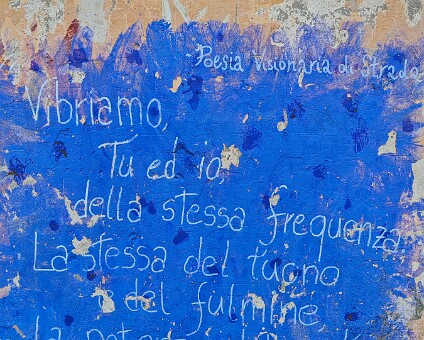 Poesia Visionaria di strada
Vibriamo,
Tu ed io,
della stessa frequenza
La stessa del tuono
e del fulmine